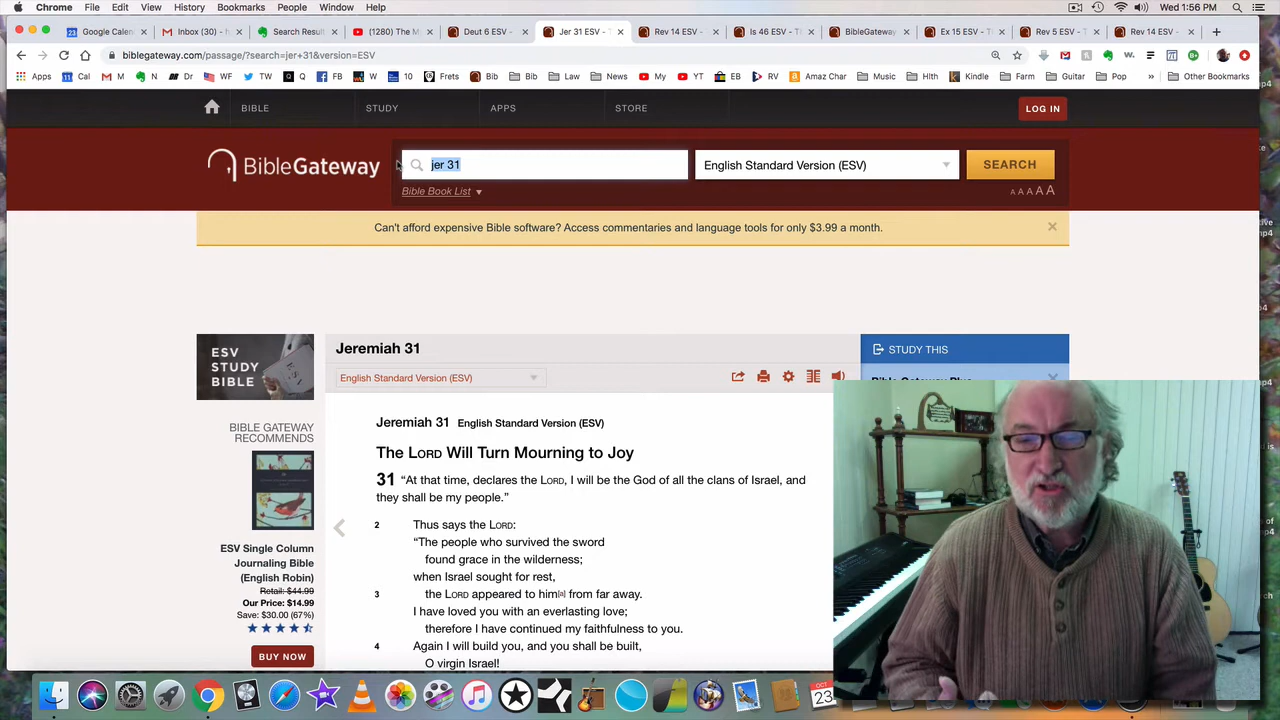 Chrome File Edit View History Bookmarks People Window Help Wed 1:56 PM
Google Calen Inbox (30) Search Result (1280) The M Deut 6 ESV - Jer 31 ESV - T Rev 14 ESV - Is 46 ESV - Th BibleGateway Ex 15 ESV - Rev 5 ESV - T Rev 14 ESV -
biblegateway.com/passage/?search=jer+31&version=ESV
Apps Cal M N Dr WF TW Q FB W 10 Frets Bib Bib Law News My YT EB RV Amaz Char Music Hlth Kindle Farm Guitar Pop Other Bookmarks
BIBLE STUDY APPS STORE LOG IN
BibleGateway jer 31 English Standard Version (ESV) SEARCH
Bible Book List A A A A A
Can't afford expensive Bible software? Access commentaries and language tools for only $3.99 a month.
ESV STUDY BIBLE
Jeremiah 31
STUDY THIS
English Standard Version (ESV)
Bible Gateway Plus
BIBLE GATEWAY
RECOMMENDS
ESV Single Column
Journaling Bible
(English Robin)
Retail: $44.99
Our Price: $14.99
Save: $30.00 (67%)
BUY NOW
Jeremiah 31 English Standard Version (ESV)
The LORD Will Turn Mourning to Joy
31 “At that time, declares the LORD, I will be the God of all the clans of Israel, and
they shall be my people.”
2 Thus says the LORD:
“The people who survived the sword
found grace in the wilderness;
when Israel sought for rest,
3 the LORD appeared to him[a] from far away.
I have loved you with an everlasting love;
therefore I have continued my faithfulness to you.
4 Again I will build you, and you shall be built,
O virgin Israel!
OCT
23